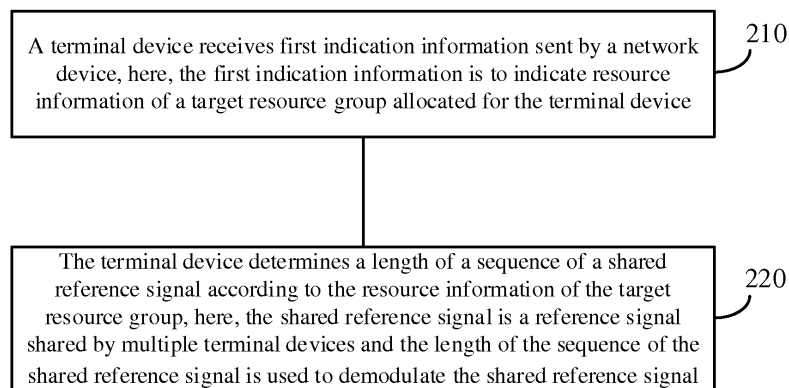 A terminal device receives first indication information sent by a network
device, here, the first indication information is to indicate resource
information of a target resource group allocated for the terminal device
210
The terminal device determines a length of a sequence of a shared
reference signal according to the resource information of the target
resource group, here, the shared reference signal is a reference signal
shared by multiple terminal devices and the length of the sequence of the
shared reference signal is used to demodulate the shared reference signal
220